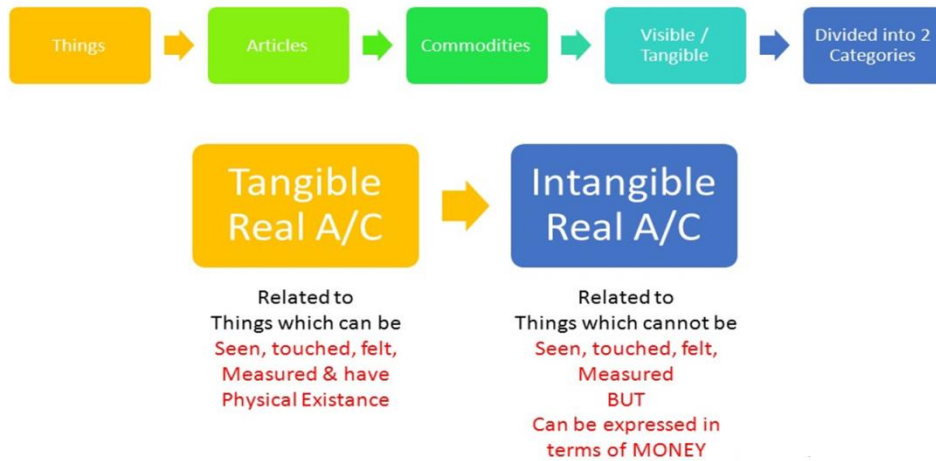 Things
Articles
Commodities
Visible /
Tangible
Divided into 2
Categories
Tangible
Real A/C
Intangible
Real A/C
Related to
Things which can be
Seen, touched, felt,
Measured & have
Physical Existance
Related to
Things which cannot be
Seen, touched, felt,
Measured
BUT
Can be expressed in
terms of MONEY